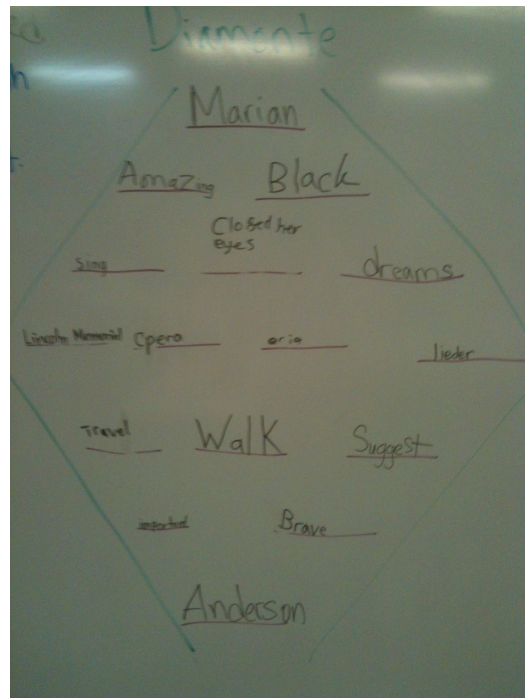 Diamonte
Marian
Amazing Black
Sing Closed her eyes dreams
Lincoln Memorial Opera aria lieder
Travel Walk Suggest
Brave
Anderson